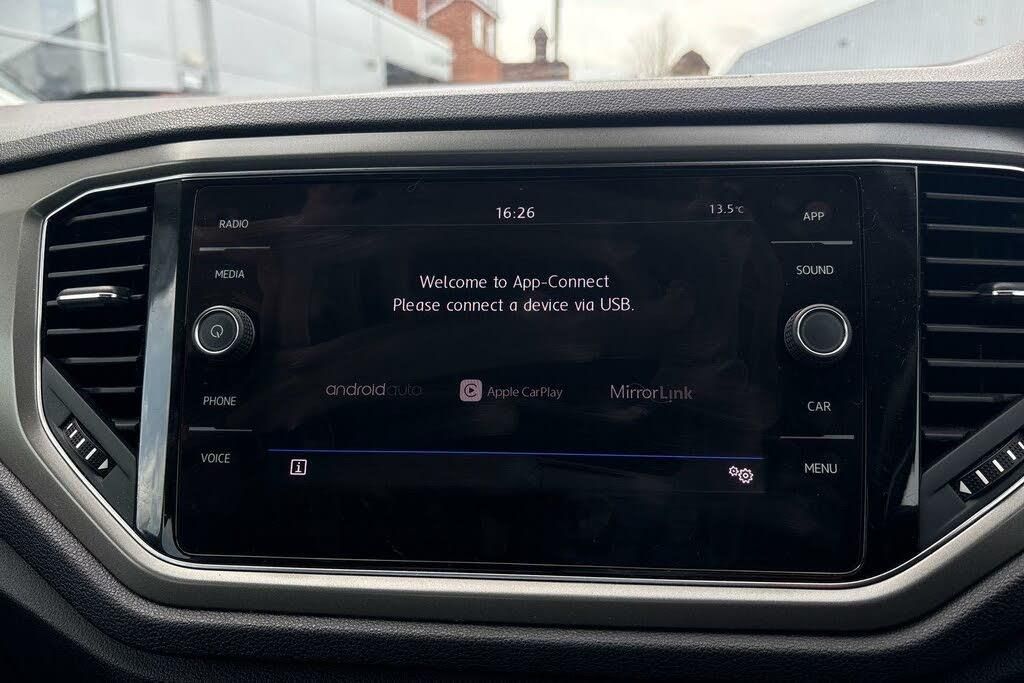 16:26
13.5°C
RADIO
MEDIA
PHONE
VOICE
Welcome to App-Connect
Please connect a device via USB.
androidauto
Apple CarPlay
MirrorLink
i
APP
SOUND
CAR
MENU